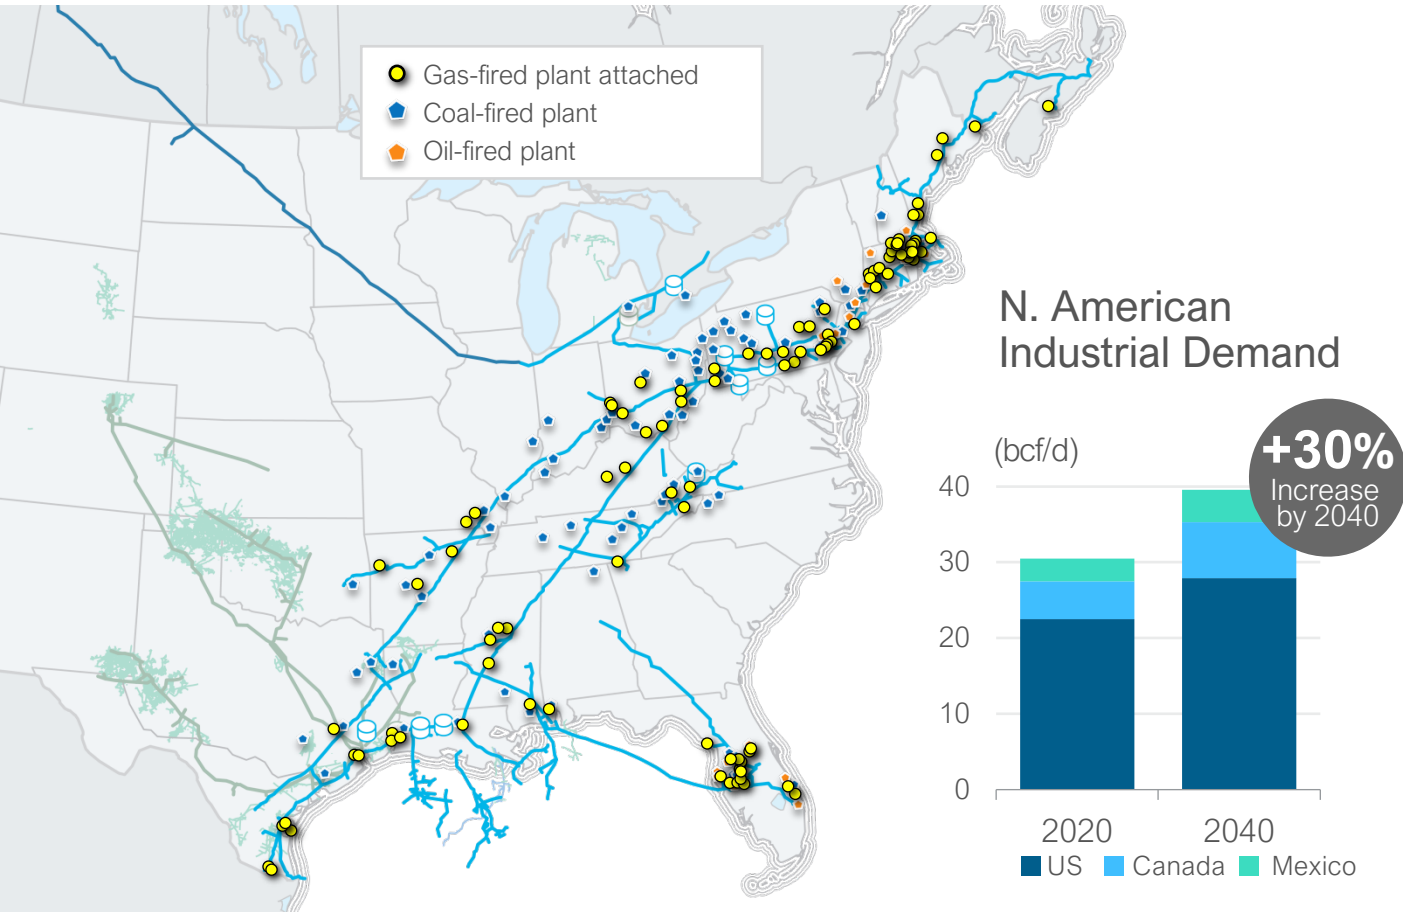 Gas-fired plant attached
Coal-fired plant
Oil-fired plant
N. American
Industrial Demand
(bcf/d)
+30%
Increase
by 2040
40
30
20
10
0
2020
2040
US
Canada
Mexico